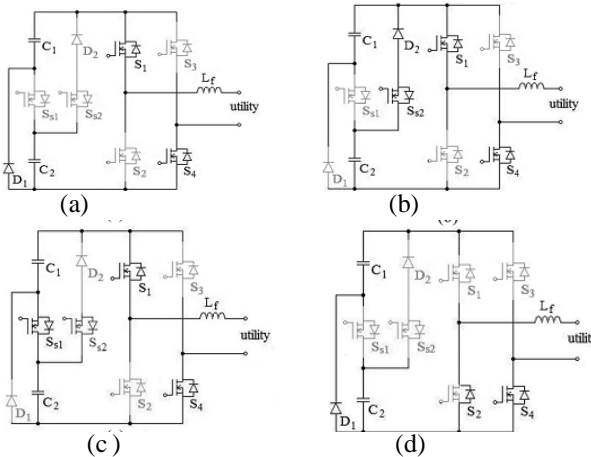 C1
D2
S1
S3
Lf
utility
Ss1
Ss2
C2
D1
S2
S4
(a)
C1
D2
S1
S3
Lf
utility
Ss1
Ss2
C2
D1
S2
S4
(b)
C1
D2
S1
S3
Lf
utility
Ss1
Ss2
C2
D1
S2
S4
(c)
C1
D2
S1
S3
Lf
utilit
Ss1
Ss2
C2
D1
S2
S4
(d)